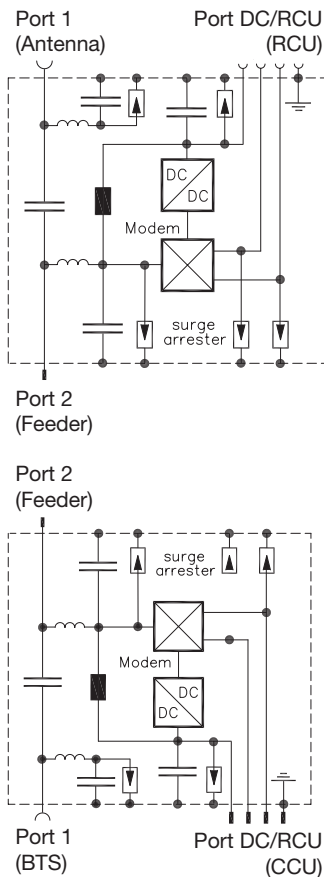 Port 1
(Antenna)
Port DC/RCU
(RCU)
DC
DC
Modem
surge
arrester
Port 2
(Feeder)
Port 2
(Feeder)
surge
arrester
Modem
DC
DC
Port 1
(BTS)
Port DC/RCU
(CCU)